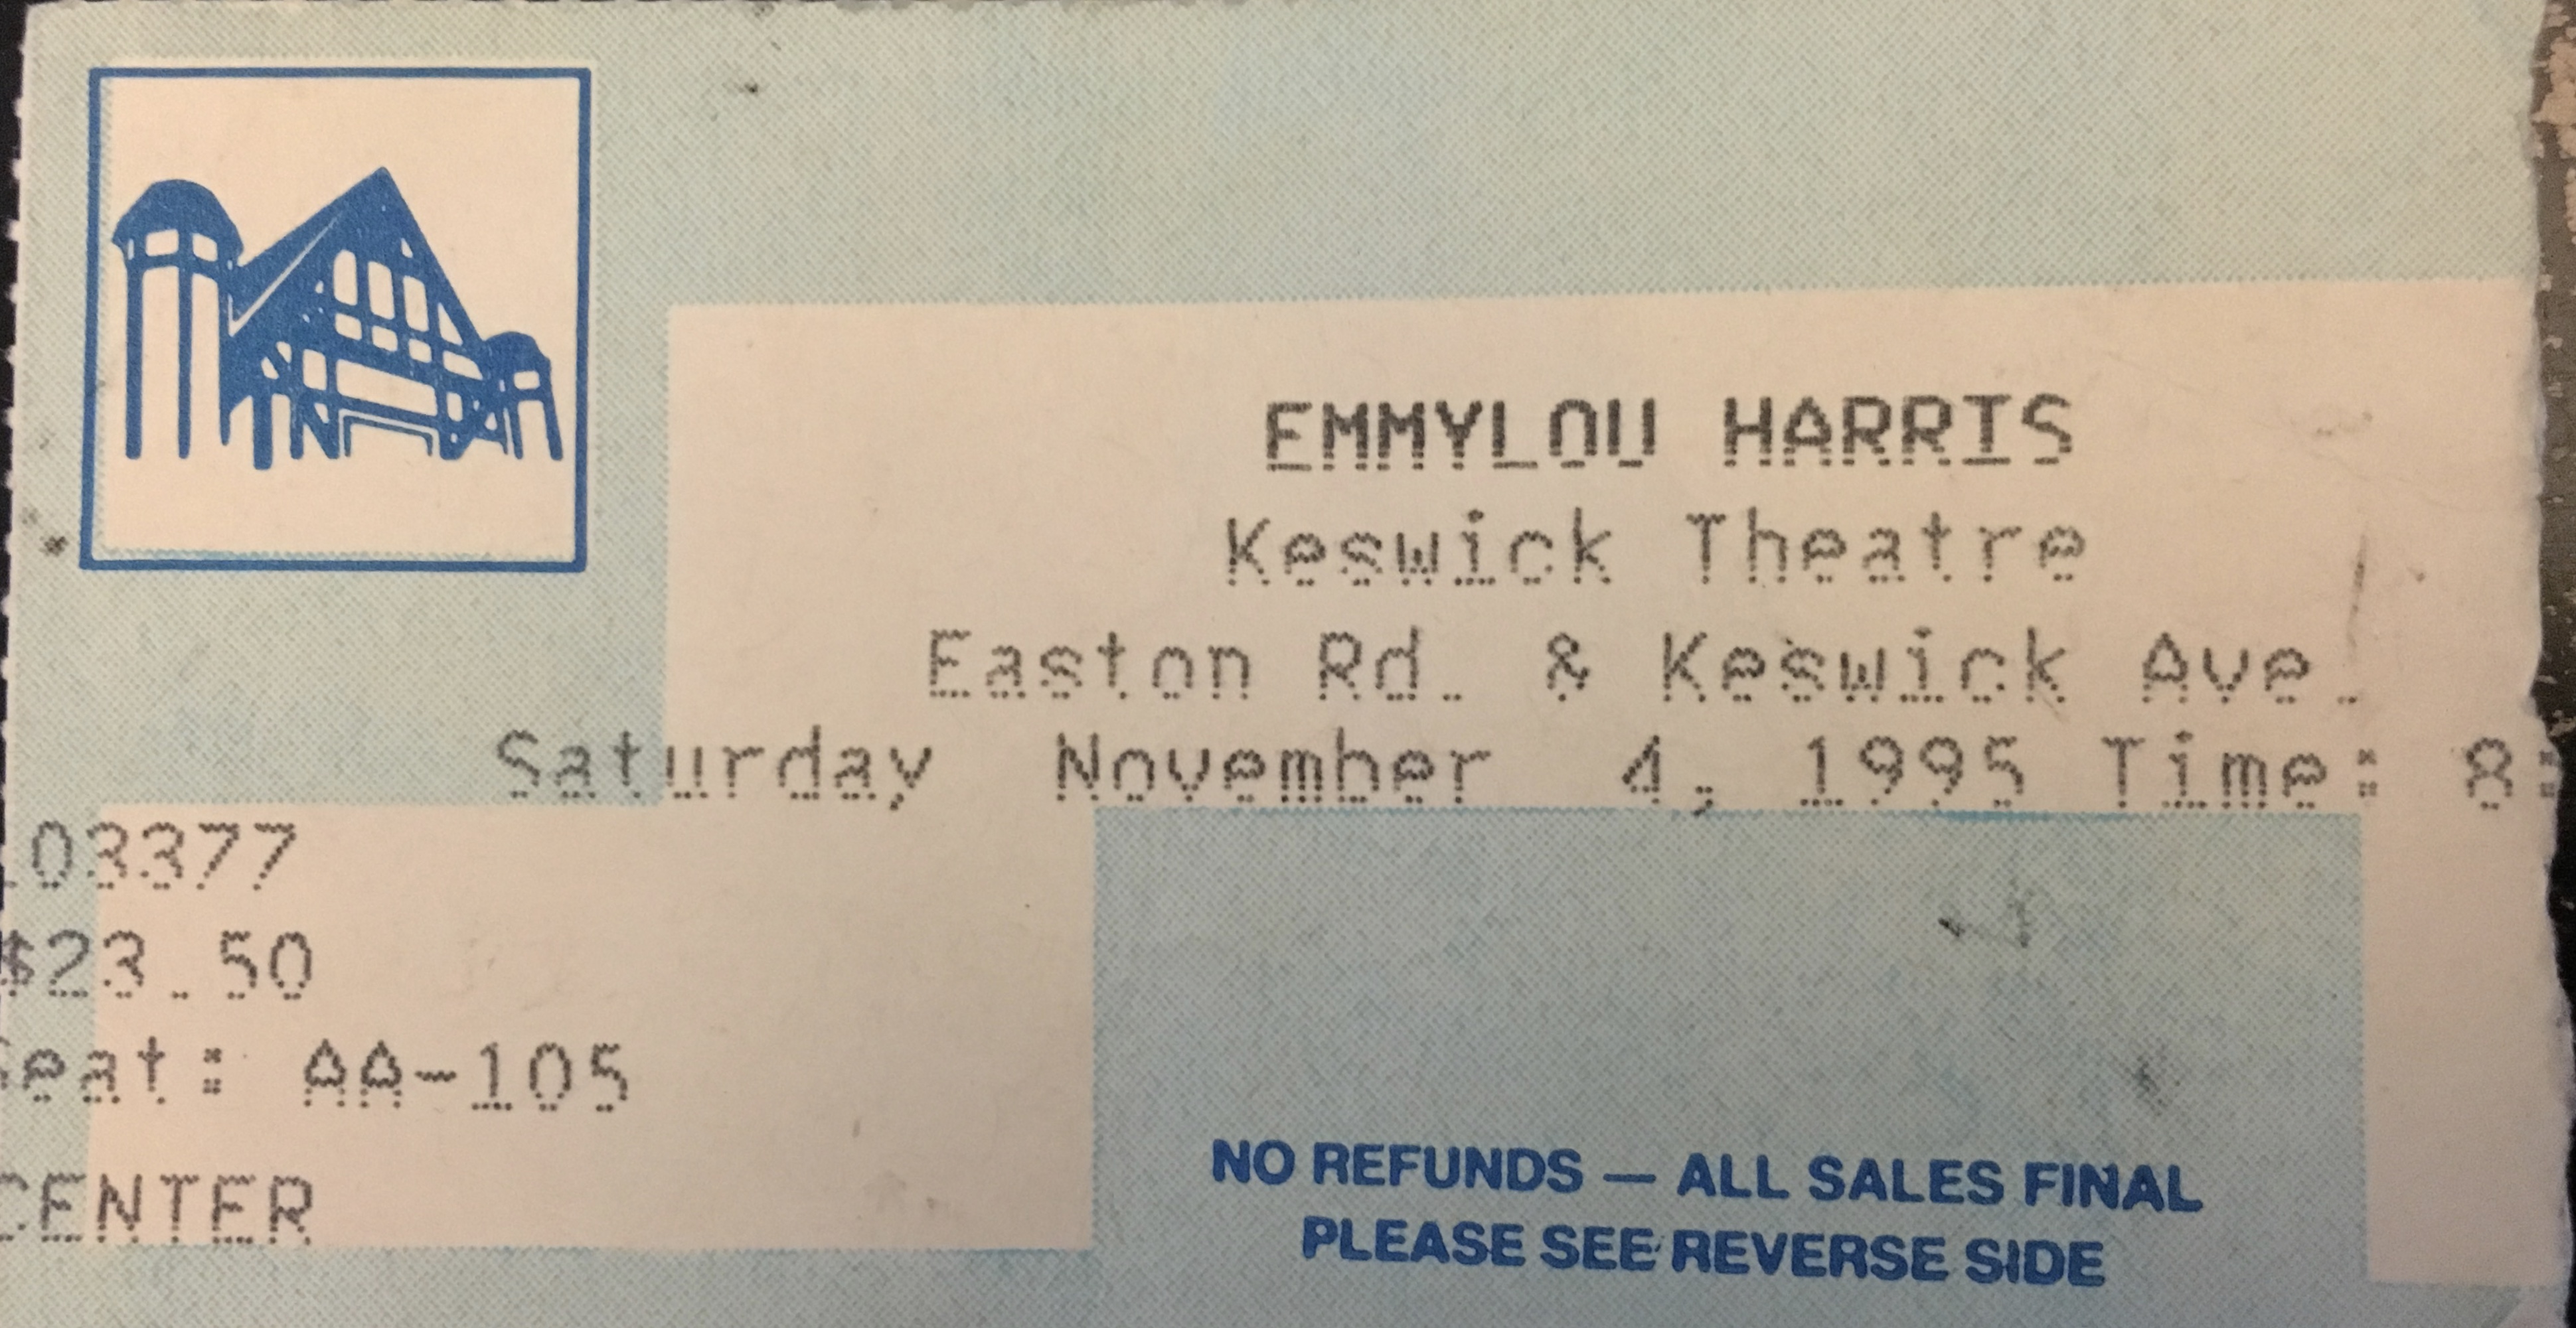 EMMYLOU HARRIS
Keswick Theatre
Easton Rd. & Keswick Ave.
Saturday November 4, 1995 Time: 8:
03377
$23.50
Seat: AA-105
CENTER
NO REFUNDS — ALL SALES FINAL
PLEASE SEE REVERSE SIDE